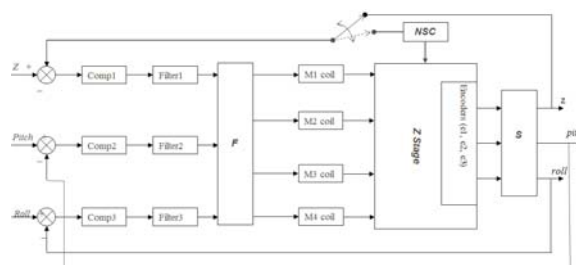 NSC
Z +
−
Comp1 Filter1 M1 coil
Pitch +
−
Comp2 Filter2 F M2 coil Z Stage Encoders (e1, e2, e3) S
z
pit
M3 coil
roll
Roll
−
Comp3 Filter3 M4 coil